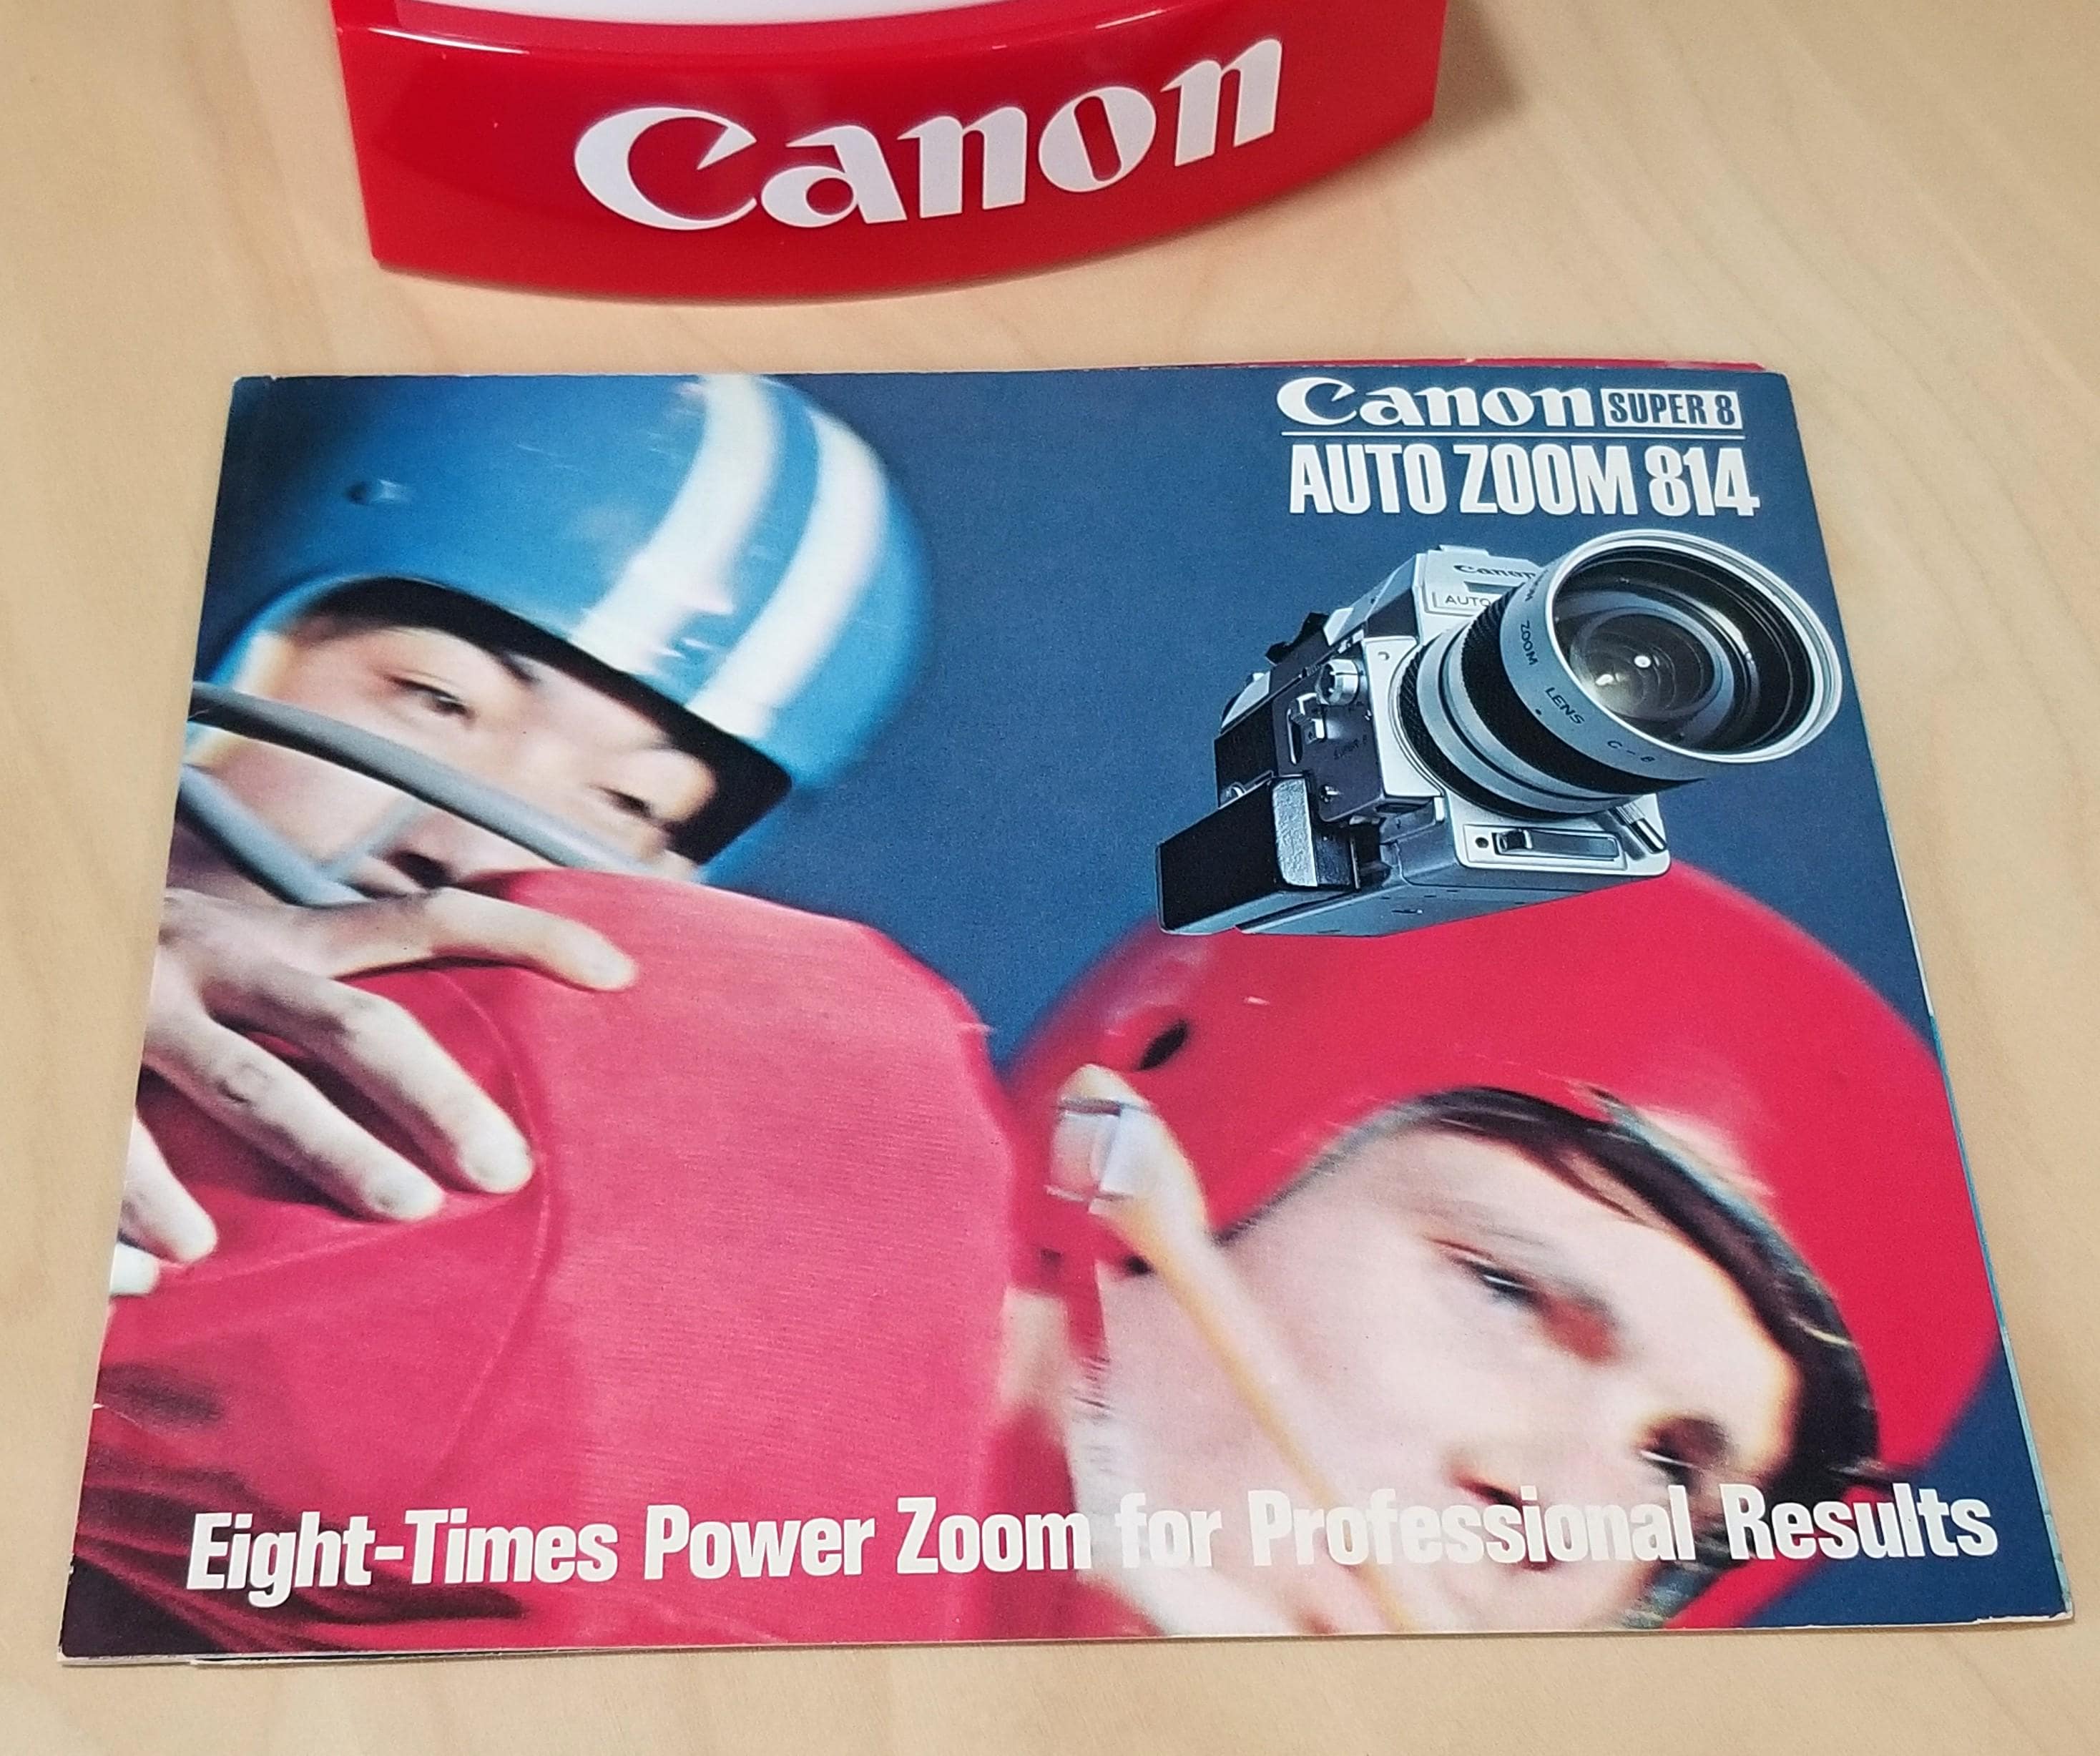 Canon
Canon SUPER 8
AUTO ZOOM 814
Canon
AUTO
ZOOM
LENS
C-8
Eight-Times Power Zoom for Professional Results